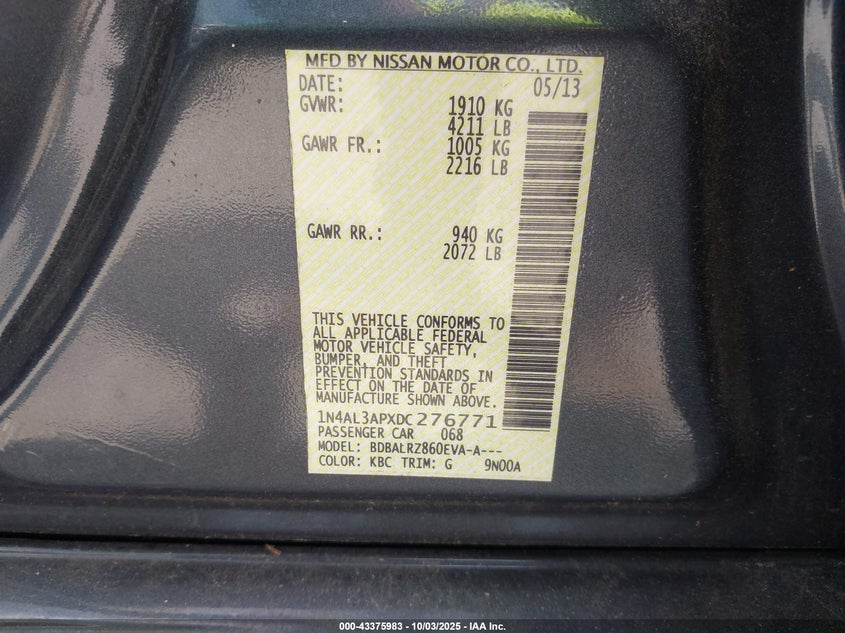 MFD BY NISSAN MOTOR CO., LTD.
DATE: 05/13
GVWR: 1910 KG
4211 LB
GAWR FR.: 1005 KG
2216 LB
GAWR RR.: 940 KG
2072 LB
THIS VEHICLE CONFORMS TO
ALL APPLICABLE FEDERAL
MOTOR VEHICLE SAFETY,
BUMPER, AND THEFT
PREVENTION STANDARDS IN
EFFECT ON THE DATE OF
MANUFACTURE SHOWN ABOVE.
1N4AL3APXDC276771
PASSENGER CAR 068
MODEL: BDBALRZ860EVA-A---
COLOR: KBC TRIM: G 9N00A
000-43375983 - 10/03/2025 - IAA Inc.